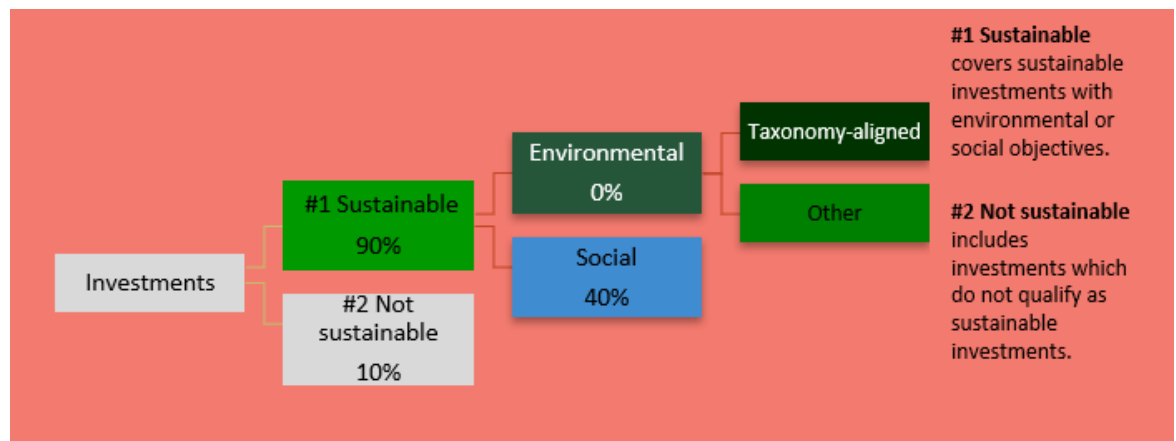 Investments
#1 Sustainable
90%
#2 Not
sustainable
10%
Environmental
0%
Social
40%
Taxonomy-aligned
Other
#1 Sustainable
covers sustainable
investments with
environmental or
social objectives.
#2 Not sustainable
includes
investments which
do not qualify as
sustainable
investments.